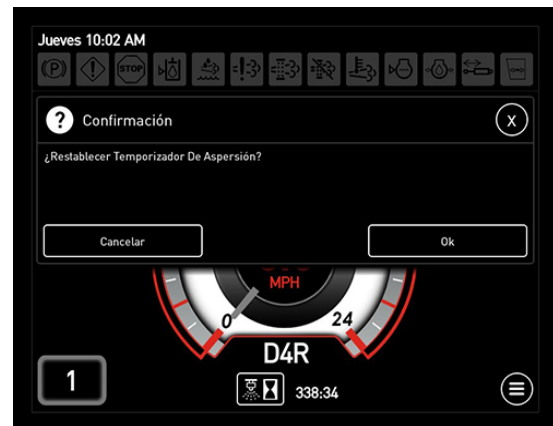 Jueves 10:02 AM
(P)
STOP
? Confirmación X
¿Restablecer Temporizador De Aspersión?
Cancelar Ok
MPH
0 24
D4R
1 338:34